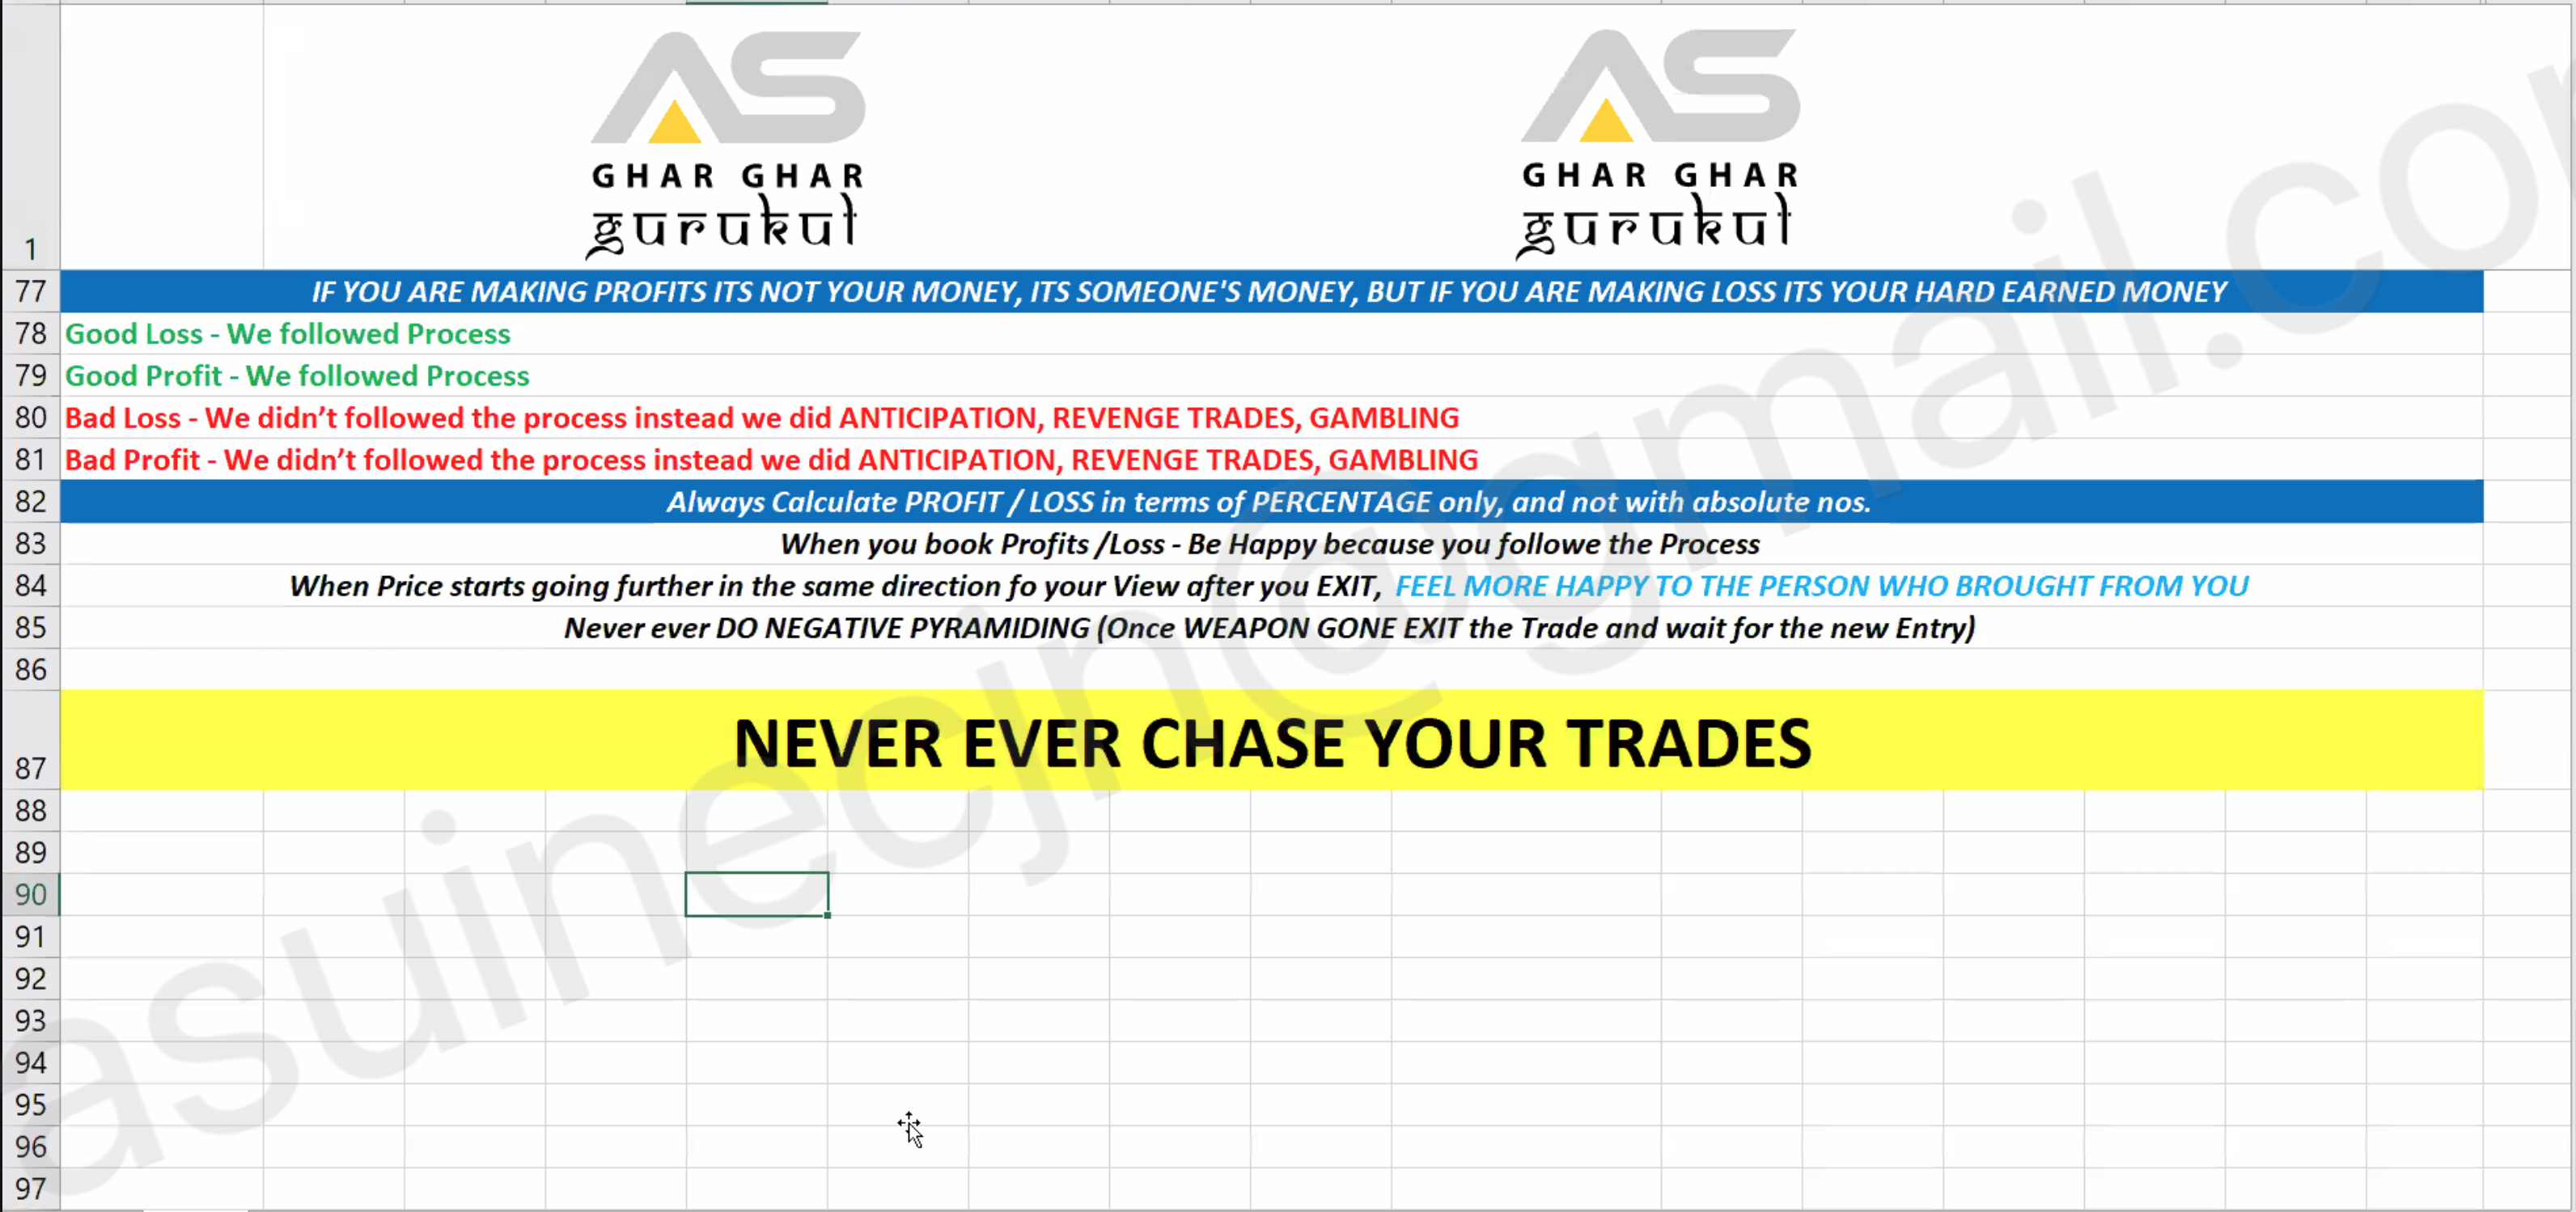 AS AS
GHAR GHAR GHAR GHAR
gurukul gurukul
1
77 IF YOU ARE MAKING PROFITS ITS NOT YOUR MONEY, ITS SOMEONE'S MONEY, BUT IF YOU ARE MAKING LOSS ITS YOUR HARD EARNED MONEY
78 Good Loss - We followed Process
79 Good Profit - We followed Process
80 Bad Loss - We didn’t followed the process instead we did ANTICIPATION, REVENGE TRADES, GAMBLING
81 Bad Profit - We didn’t followed the process instead we did ANTICIPATION, REVENGE TRADES, GAMBLING
82 Always Calculate PROFIT / LOSS in terms of PERCENTAGE only, and not with absolute nos.
83 When you book Profits /Loss - Be Happy because you followe the Process
84 When Price starts going further in the same direction fo your View after you EXIT, FEEL MORE HAPPY TO THE PERSON WHO BROUGHT FROM YOU
85 Never ever DO NEGATIVE PYRAMIDING (Once WEAPON GONE EXIT the Trade and wait for the new Entry)
86
87 NEVER EVER CHASE YOUR TRADES
88
89
90
91
92
93
94
95
96
97
asuinecjn@gmail.co